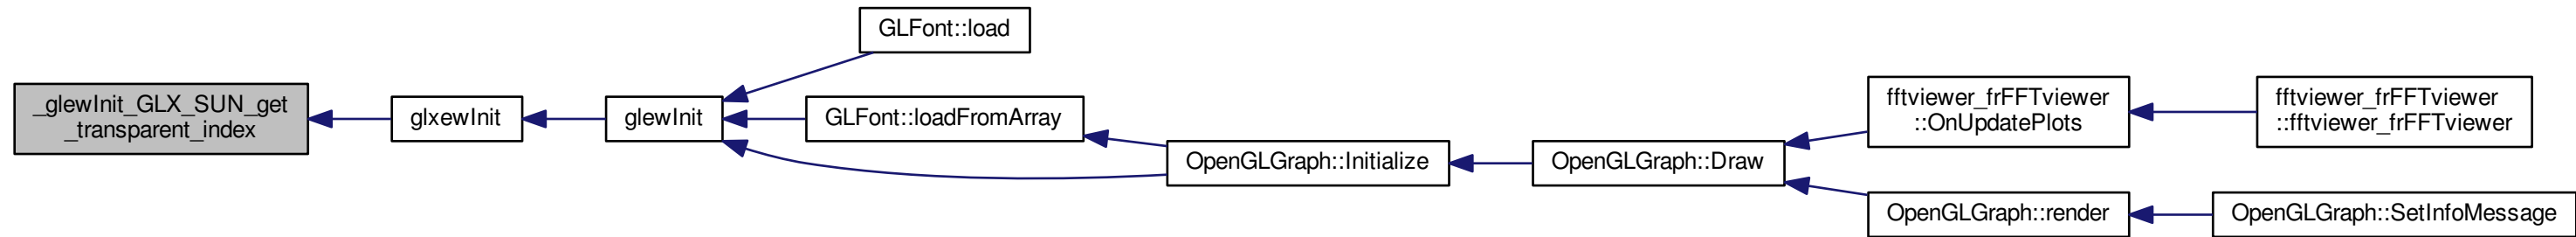 GLFont::load
_glewInit_GLX_SUN_get
_transparent_index
glxewInit
glewInit
GLFont::loadFromArray
OpenGLGraph::Initialize
OpenGLGraph::Draw
fftviewer_frFFTviewer
::OnUpdatePlots
fftviewer_frFFTviewer
::fftviewer_frFFTviewer
OpenGLGraph::render
OpenGLGraph::SetInfoMessage